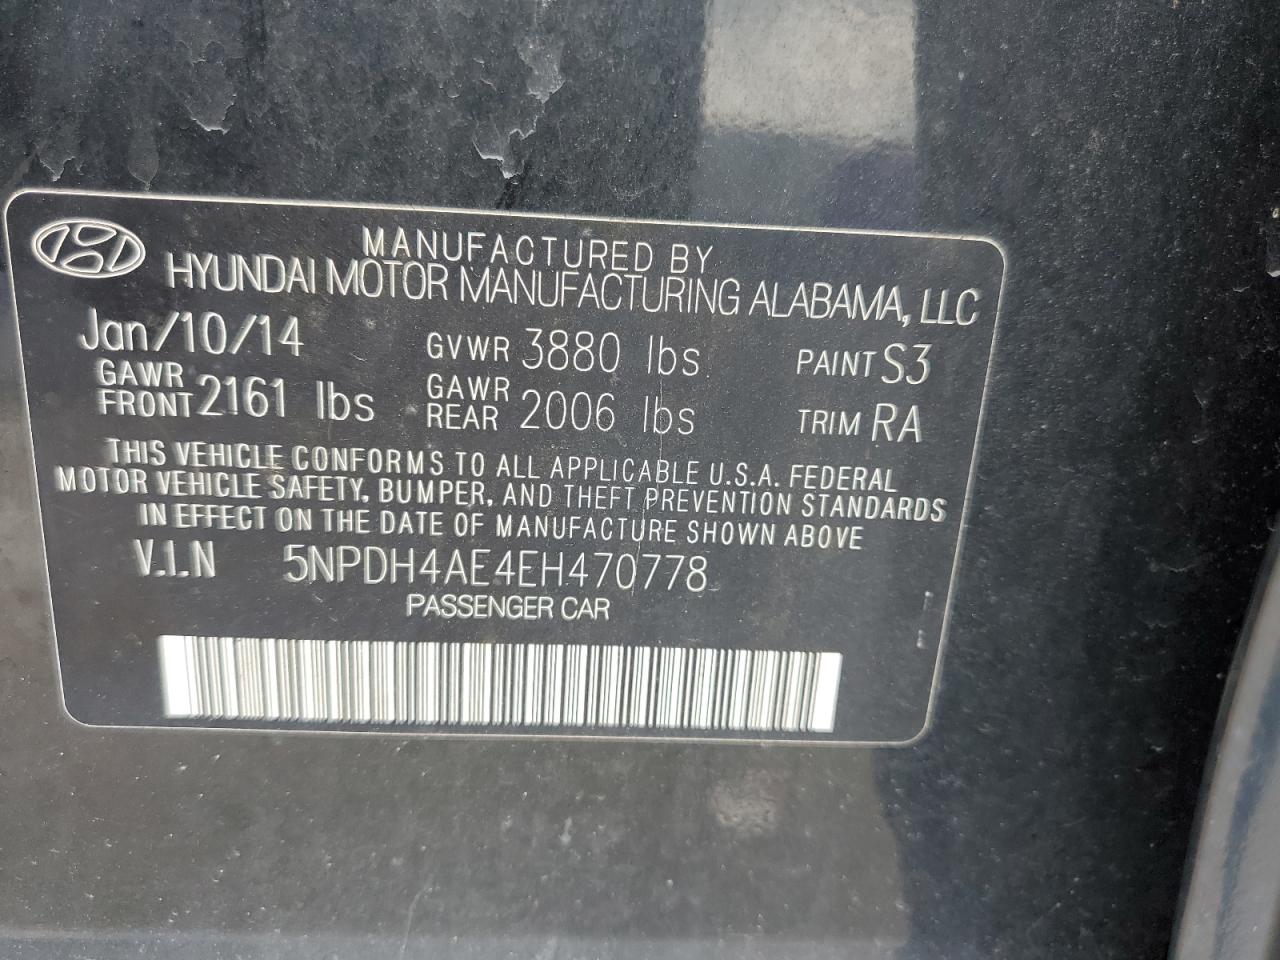 MANUFACTURED BY
HYUNDAI MOTOR MANUFACTURING ALABAMA, LLC
Jan/10/14 GVWR 3880 lbs PAINT S3
GAWR FRONT 2161 lbs GAWR REAR 2006 lbs TRIM RA
THIS VEHICLE CONFORMS TO ALL APPLICABLE U.S.A. FEDERAL
MOTOR VEHICLE SAFETY, BUMPER, AND THEFT PREVENTION STANDARDS
IN EFFECT ON THE DATE OF MANUFACTURE SHOWN ABOVE
V.I.N 5NPDH4AE4EH470778
PASSENGER CAR